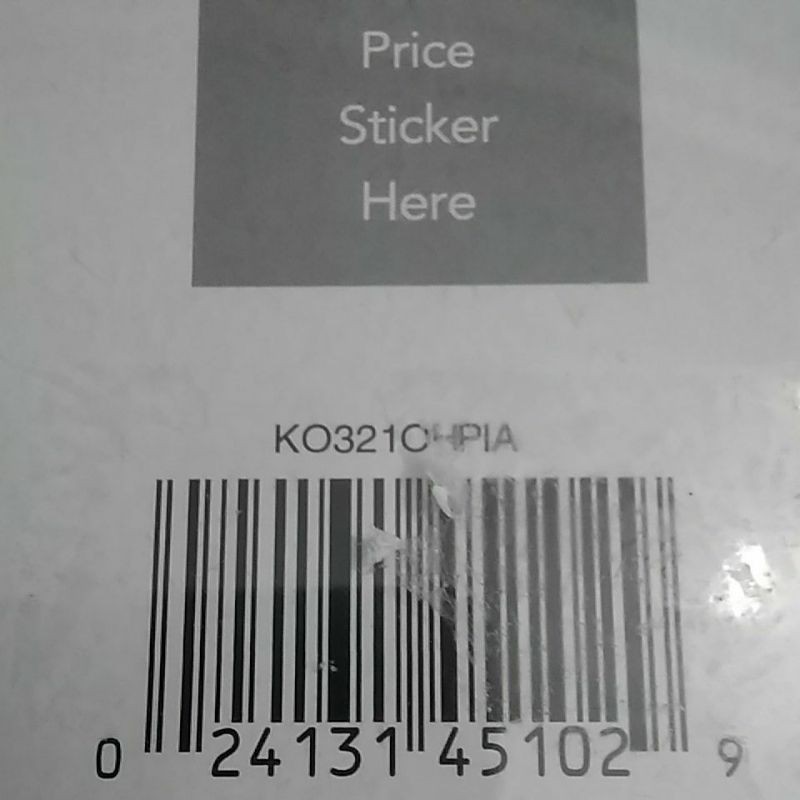 Price
Sticker
Here
KO321CHPIA
0 24131 45102 9